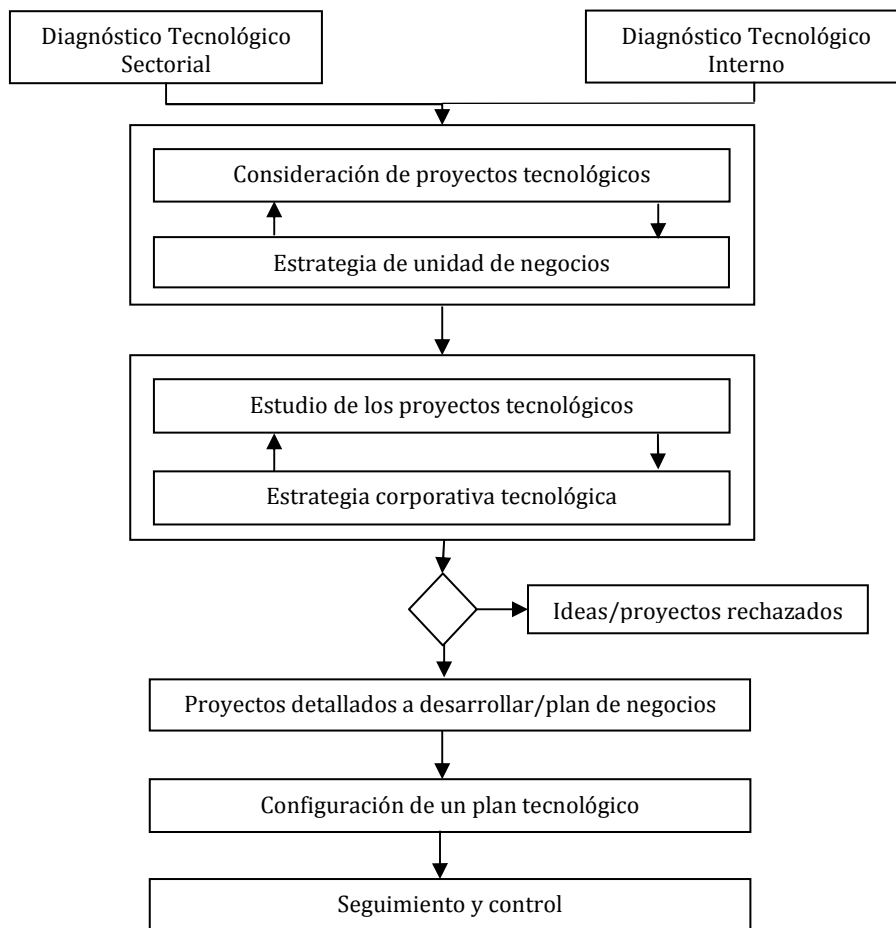 Diagnóstico Tecnológico
Sectorial
Diagnóstico Tecnológico
Interno
Consideración de proyectos tecnológicos
Estrategia de unidad de negocios
Estudio de los proyectos tecnológicos
Estrategia corporativa tecnológica
Ideas/proyectos rechazados
Proyectos detallados a desarrollar/plan de negocios
Configuración de un plan tecnológico
Seguimiento y control